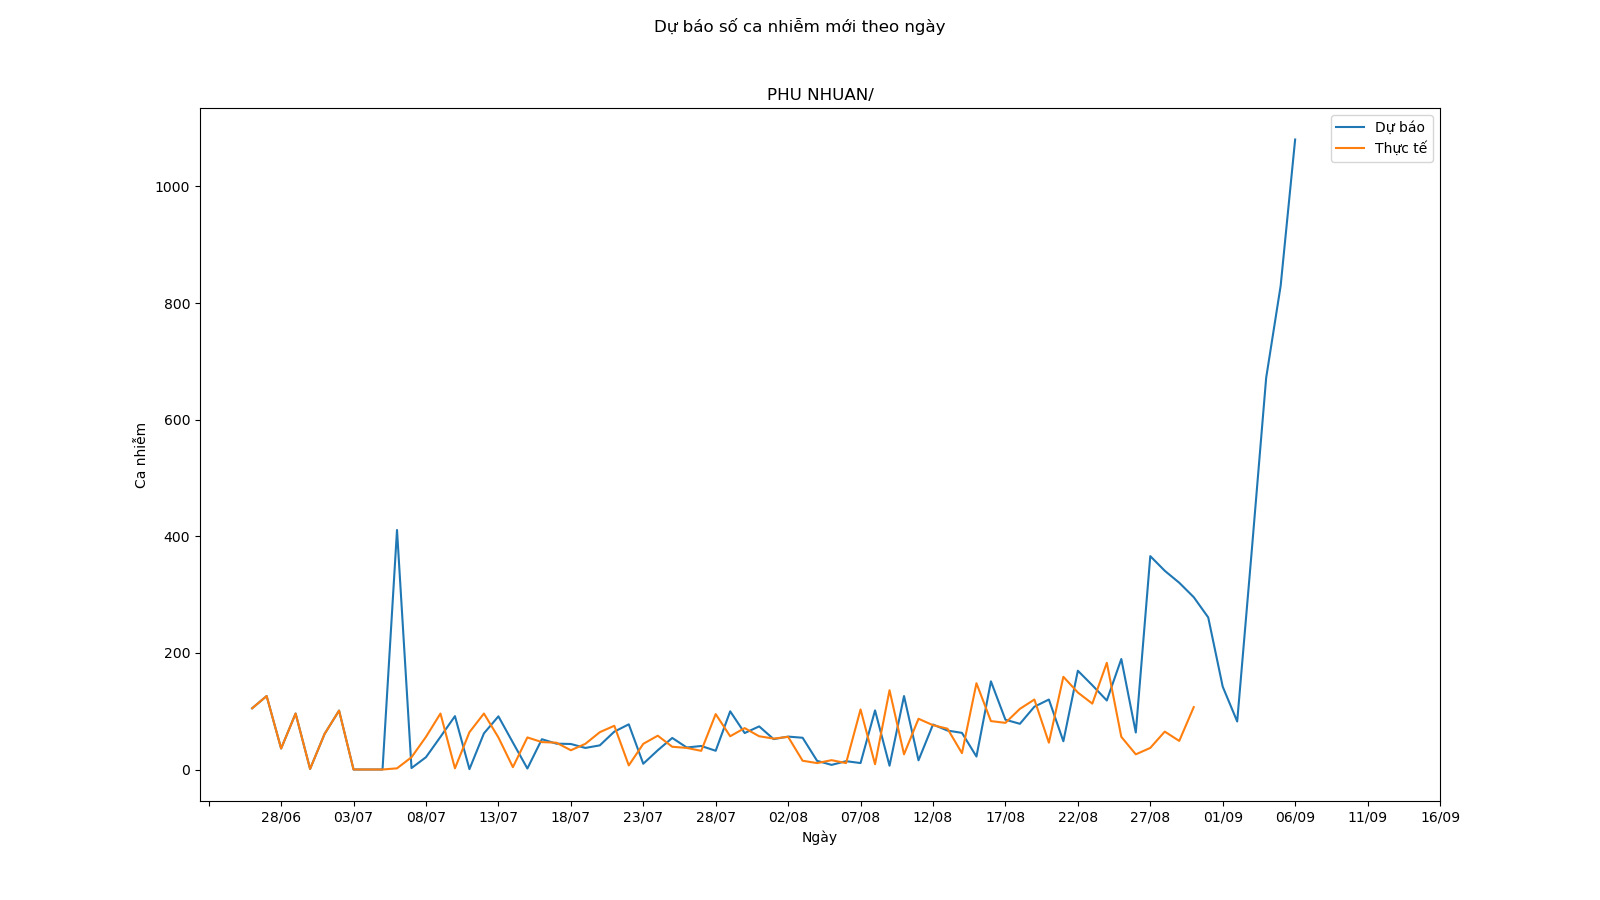 Dự báo số ca nhiễm mới theo ngày
PHU NHUAN/
Dự báo
Thực tế
1000
800
600
400
200
0
Ca nhiễm
28/06 03/07 08/07 13/07 18/07 23/07 28/07 02/08 07/08 12/08 17/08 22/08 27/08 01/09 06/09 11/09 16/09
Ngày